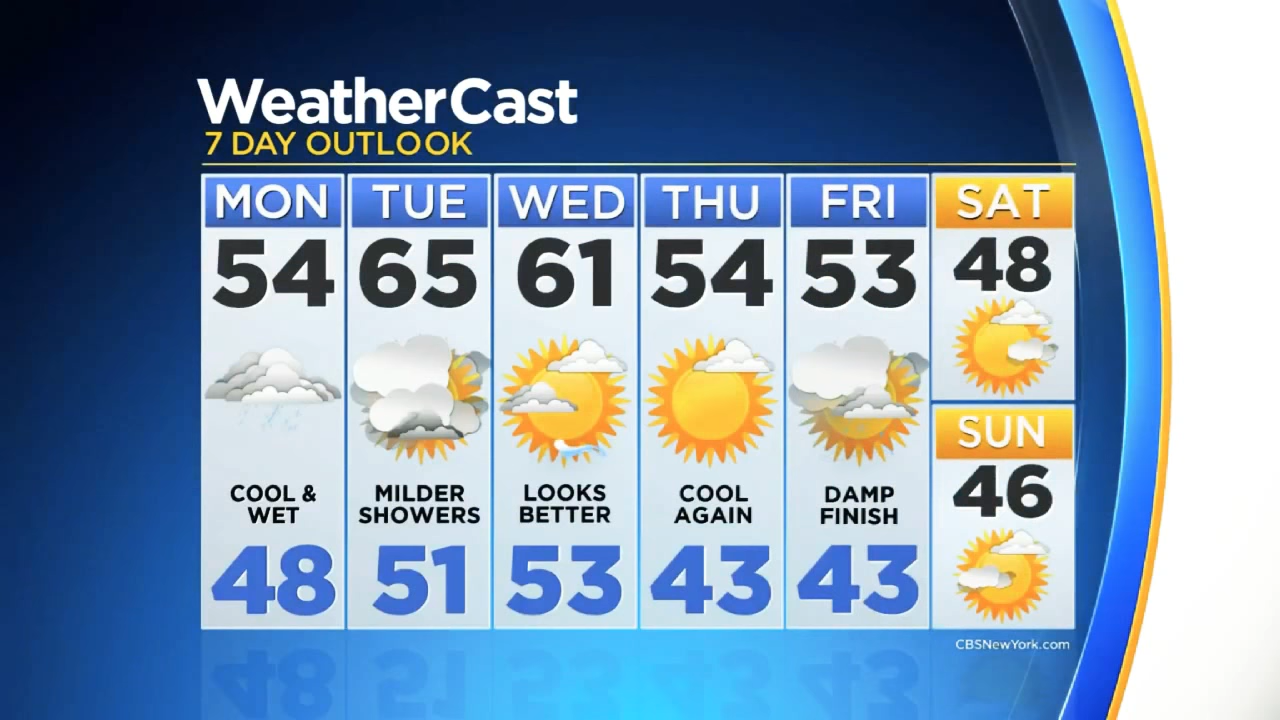 WeatherCast
7 DAY OUTLOOK
MON
54
COOL &
WET
48
TUE
65
MILDER
SHOWERS
51
WED
61
LOOKS
BETTER
53
THU
54
COOL
AGAIN
43
FRI
53
DAMP
FINISH
43
SAT
48
SUN
46
CBSNewYork.com